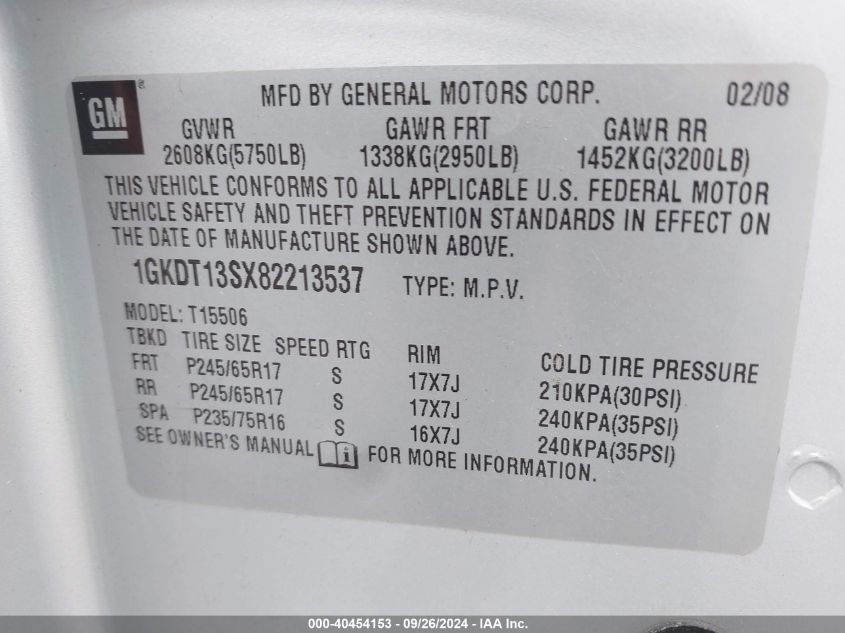 GM
MFD BY GENERAL MOTORS CORP. 02/08
GVWR GAWR FRT GAWR RR
2608KG(5750LB) 1338KG(2950LB) 1452KG(3200LB)
THIS VEHICLE CONFORMS TO ALL APPLICABLE U.S. FEDERAL MOTOR
VEHICLE SAFETY AND THEFT PREVENTION STANDARDS IN EFFECT ON
THE DATE OF MANUFACTURE SHOWN ABOVE.
1GKDT13SX82213537 TYPE: M.P.V.
MODEL: T15506
TBKD TIRE SIZE SPEED RTG RIM COLD TIRE PRESSURE
FRT P245/65R17 S 17X7J 210KPA(30PSI)
RR P245/65R17 S 17X7J 240KPA(35PSI)
SPA P235/75R16 S 16X7J 240KPA(35PSI)
SEE OWNER'S MANUAL i FOR MORE INFORMATION.
000-40454153 - 09/26/2024 - IAA Inc.